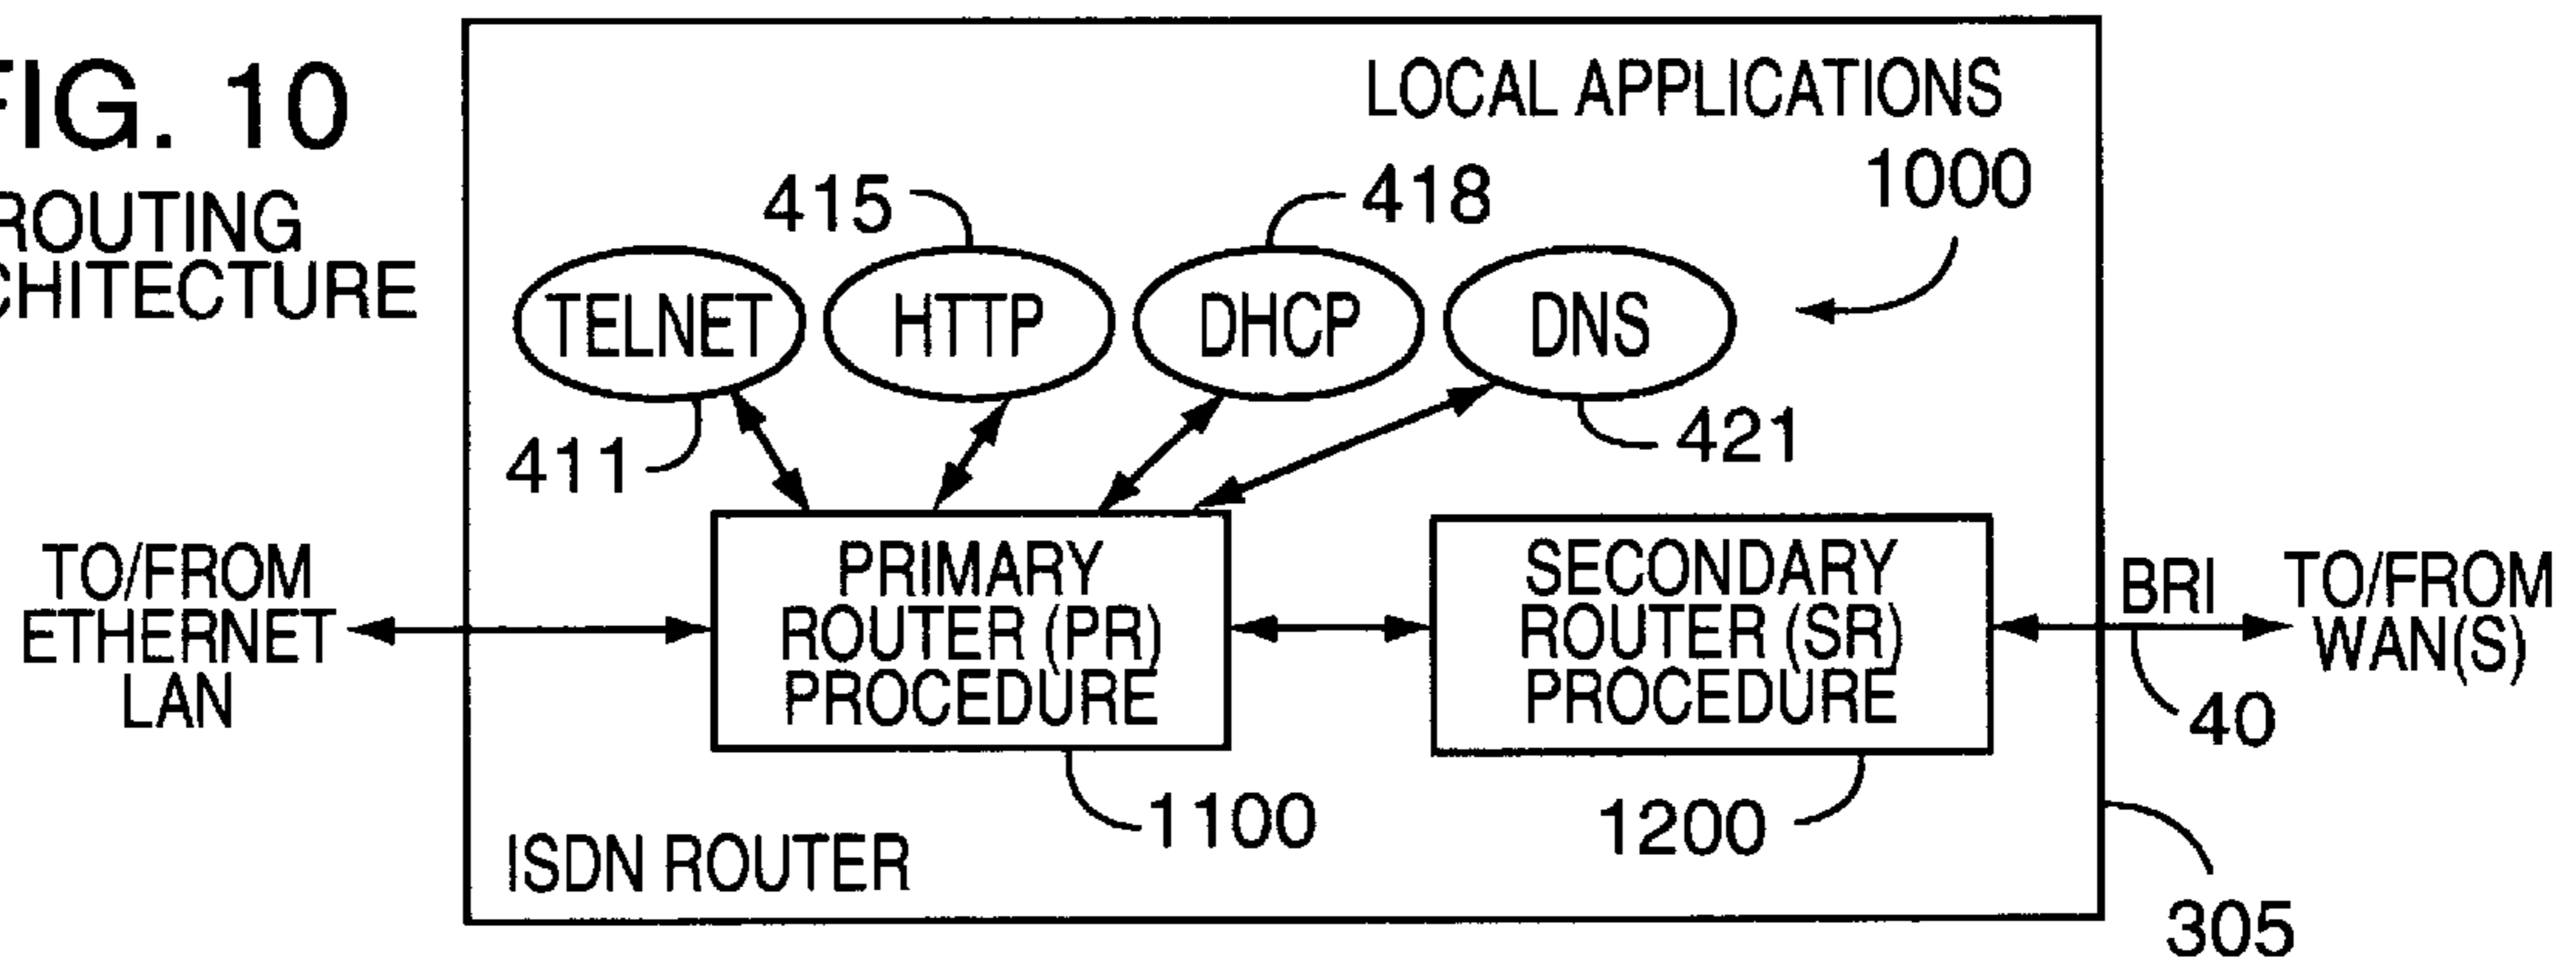 FIG. 10
ROUTING
CHITECTURE
LOCAL APPLICATIONS
1000
415
418
TELNET
HTTP
DHCP
DNS
411
421
TO/FROM
ETHERNET
LAN
PRIMARY
ROUTER (PR)
PROCEDURE
SECONDARY
ROUTER (SR)
PROCEDURE
BRI
TO/FROM
WAN(S)
40
1100
1200
ISDN ROUTER
305